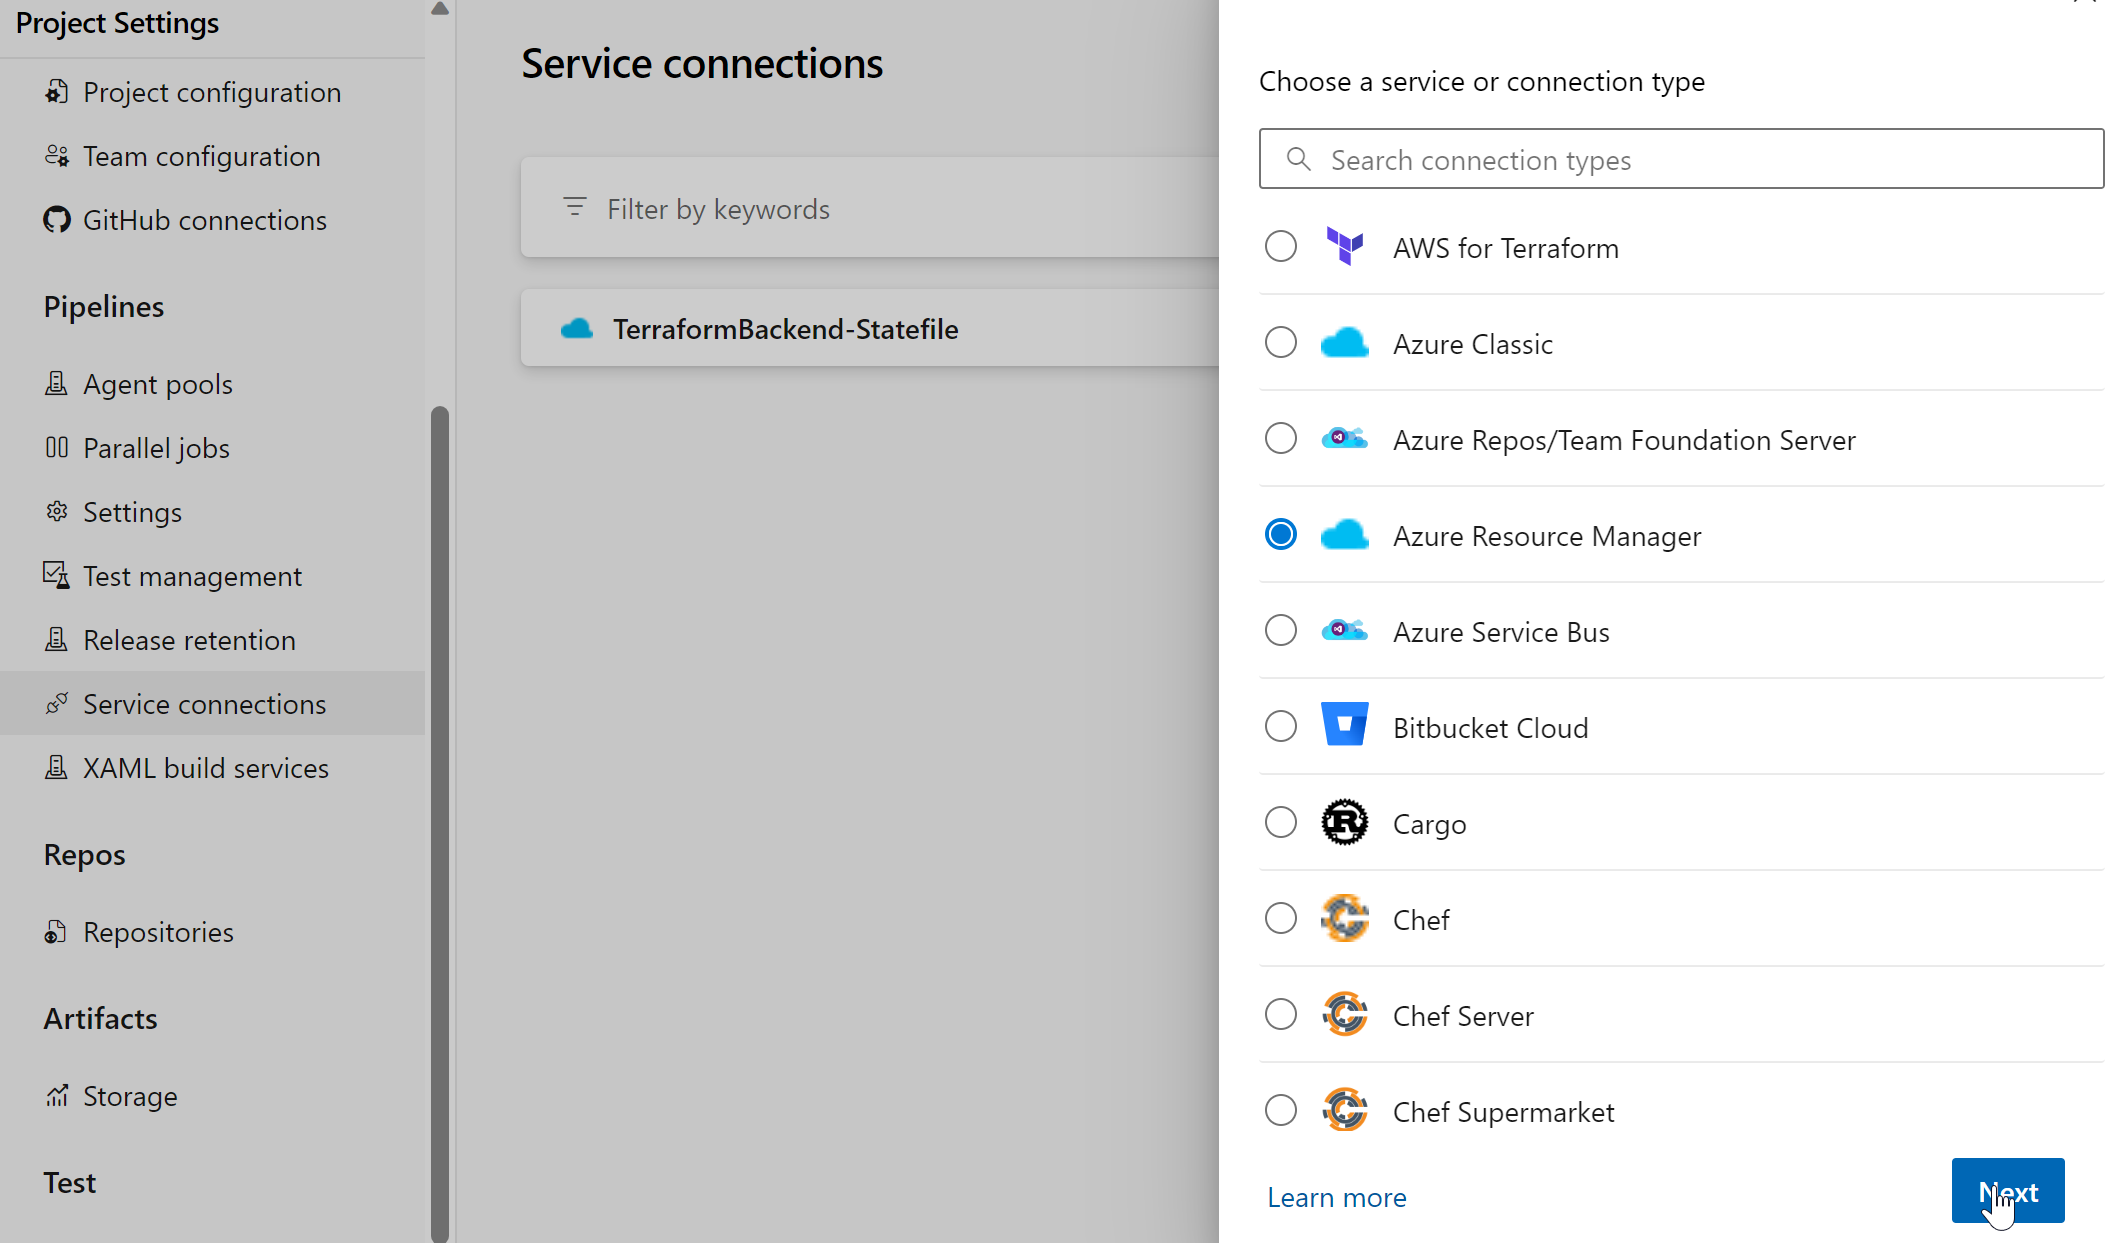 Project Settings
Project configuration
Team configuration
GitHub connections
Pipelines
Agent pools
Parallel jobs
Settings
Test management
Release retention
Service connections
XAML build services
Repos
Repositories
Artifacts
Storage
Test
Service connections
Filter by keywords
TerraformBackend-Statefile
Choose a service or connection type
Search connection types
AWS for Terraform
Azure Classic
Azure Repos/Team Foundation Server
Azure Resource Manager
Azure Service Bus
Bitbucket Cloud
Cargo
Chef
Chef Server
Chef Supermarket
Learn more
Next